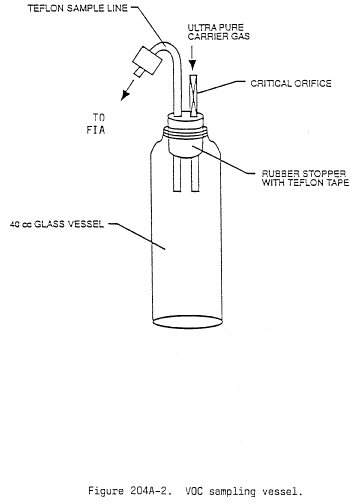 TEFLON SAMPLE LINE
ULTRA PURE
CARRIER GAS
CRITICAL ORIFICE
TO
FIA
RUBBER STOPPER
WITH TEFLON TAPE
40 cc GLASS VESSEL
Figure 204A-2. VOC sampling vessel.